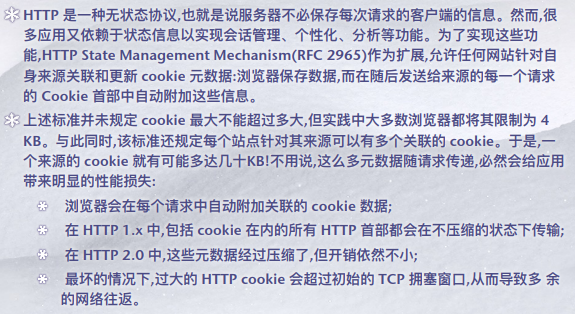 HTTP 是一种无状态协议,也就是说服务器不必保存每次请求的客户端的信息。然而,很
多应用又依赖于状态信息以实现会话管理、个性化、分析等功能。为了实现这些功
能,HTTP State Management Mechanism(RFC 2965)作为扩展,允许任何网站针对自
身来源关联和更新 cookie 元数据:浏览器保存数据,而在随后发送给来源的每一个请求
的 Cookie 首部中自动附加这些信息。
上述标准并未规定 cookie 最大不能超过多大,但实践中大多数浏览器都将其限制为 4
KB。与此同时,该标准还规定每个站点针对其来源可以有多个关联的 cookie。于是,一
个来源的 cookie 就有可能多达几十KB!不用说,这么多元数据随请求传递,必然会给应用
带来明显的性能损失:
浏览器会在每个请求中自动附加关联的 cookie 数据;
在 HTTP 1.x 中,包括 cookie 在内的所有 HTTP 首部都会在不压缩的状态下传输;
在 HTTP 2.0 中,这些元数据经过压缩了,但开销依然不小;
最坏的情况下,过大的 HTTP cookie 会超过初始的 TCP 拥塞窗口,从而导致多 余
的网络往返。